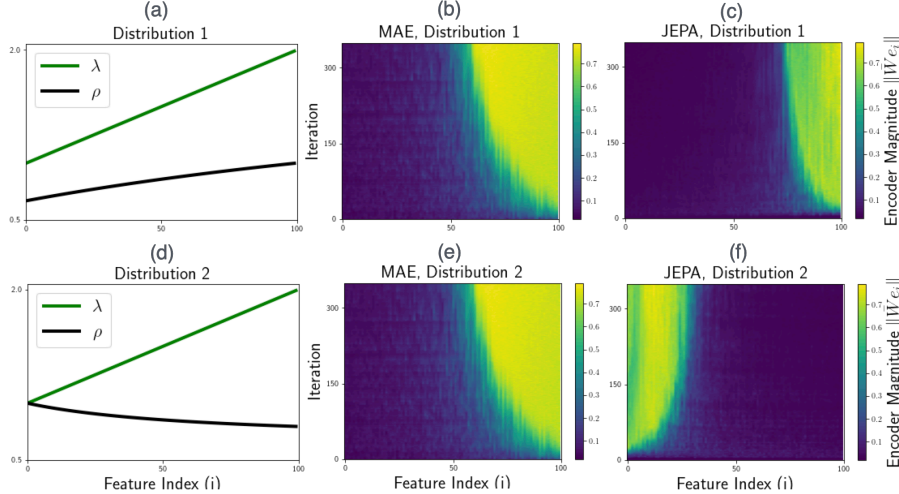 (a)
Distribution 1
2.0
λ
ρ
0.5
0
50
100
(b)
MAE, Distribution 1
Iteration
300
150
0
0
50
100
0.7
0.6
0.5
0.4
0.3
0.2
0.1
(c)
JEPA, Distribution 1
300
150
0
0
50
100
0.7
0.6
0.5
0.4
0.3
0.2
0.1
Encoder Magnitude ||W̄e_i||
(d)
Distribution 2
2.0
λ
ρ
0.5
0
50
100
Feature Index (i)
(e)
MAE, Distribution 2
Iteration
300
150
0
0
50
100
Feature Index (i)
0.7
0.6
0.5
0.4
0.3
0.2
0.1
(f)
JEPA, Distribution 2
300
150
0
0
50
100
Feature Index (i)
0.7
0.6
0.5
0.4
0.3
0.2
0.1
Encoder Magnitude ||W̄e_i||